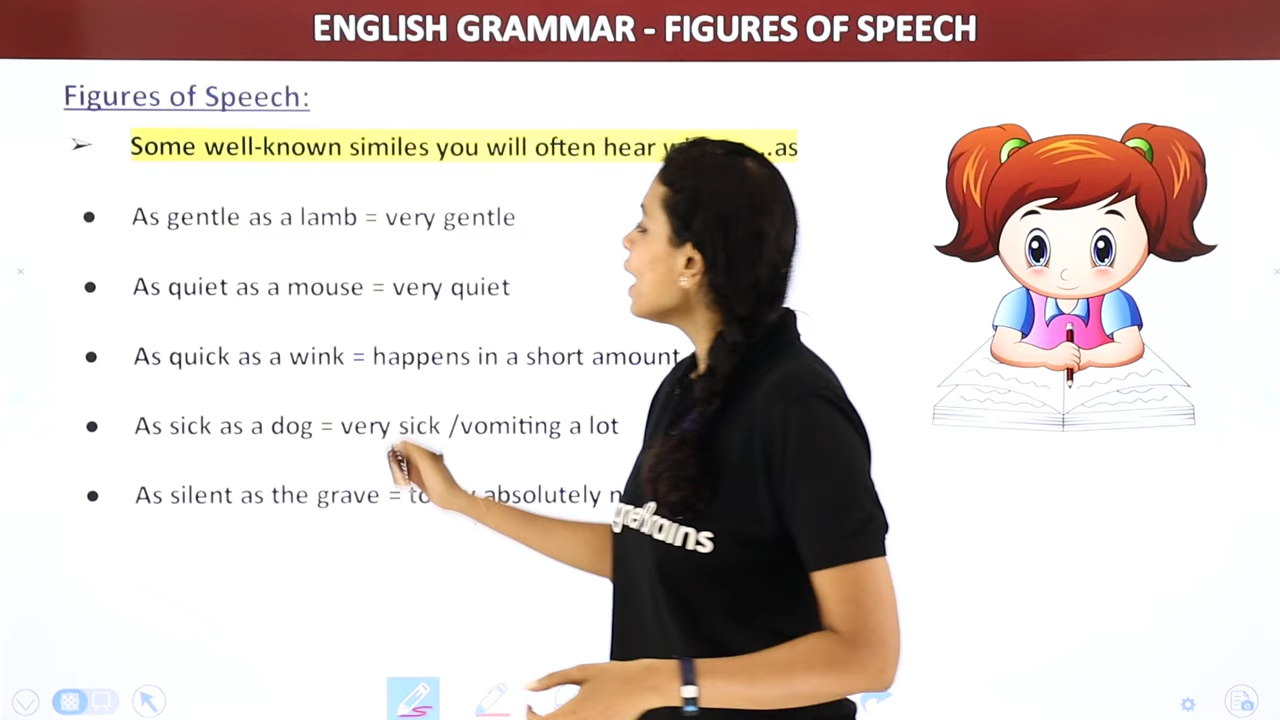 ENGLISH GRAMMAR - FIGURES OF SPEECH
Figures of Speech:
➢ Some well-known similes you will often hear ...as
● As gentle as a lamb = very gentle
● As quiet as a mouse = very quiet
● As quick as a wink = happens in a short amount
● As sick as a dog = very sick /vomiting a lot
● As silent as the grave = absolutely